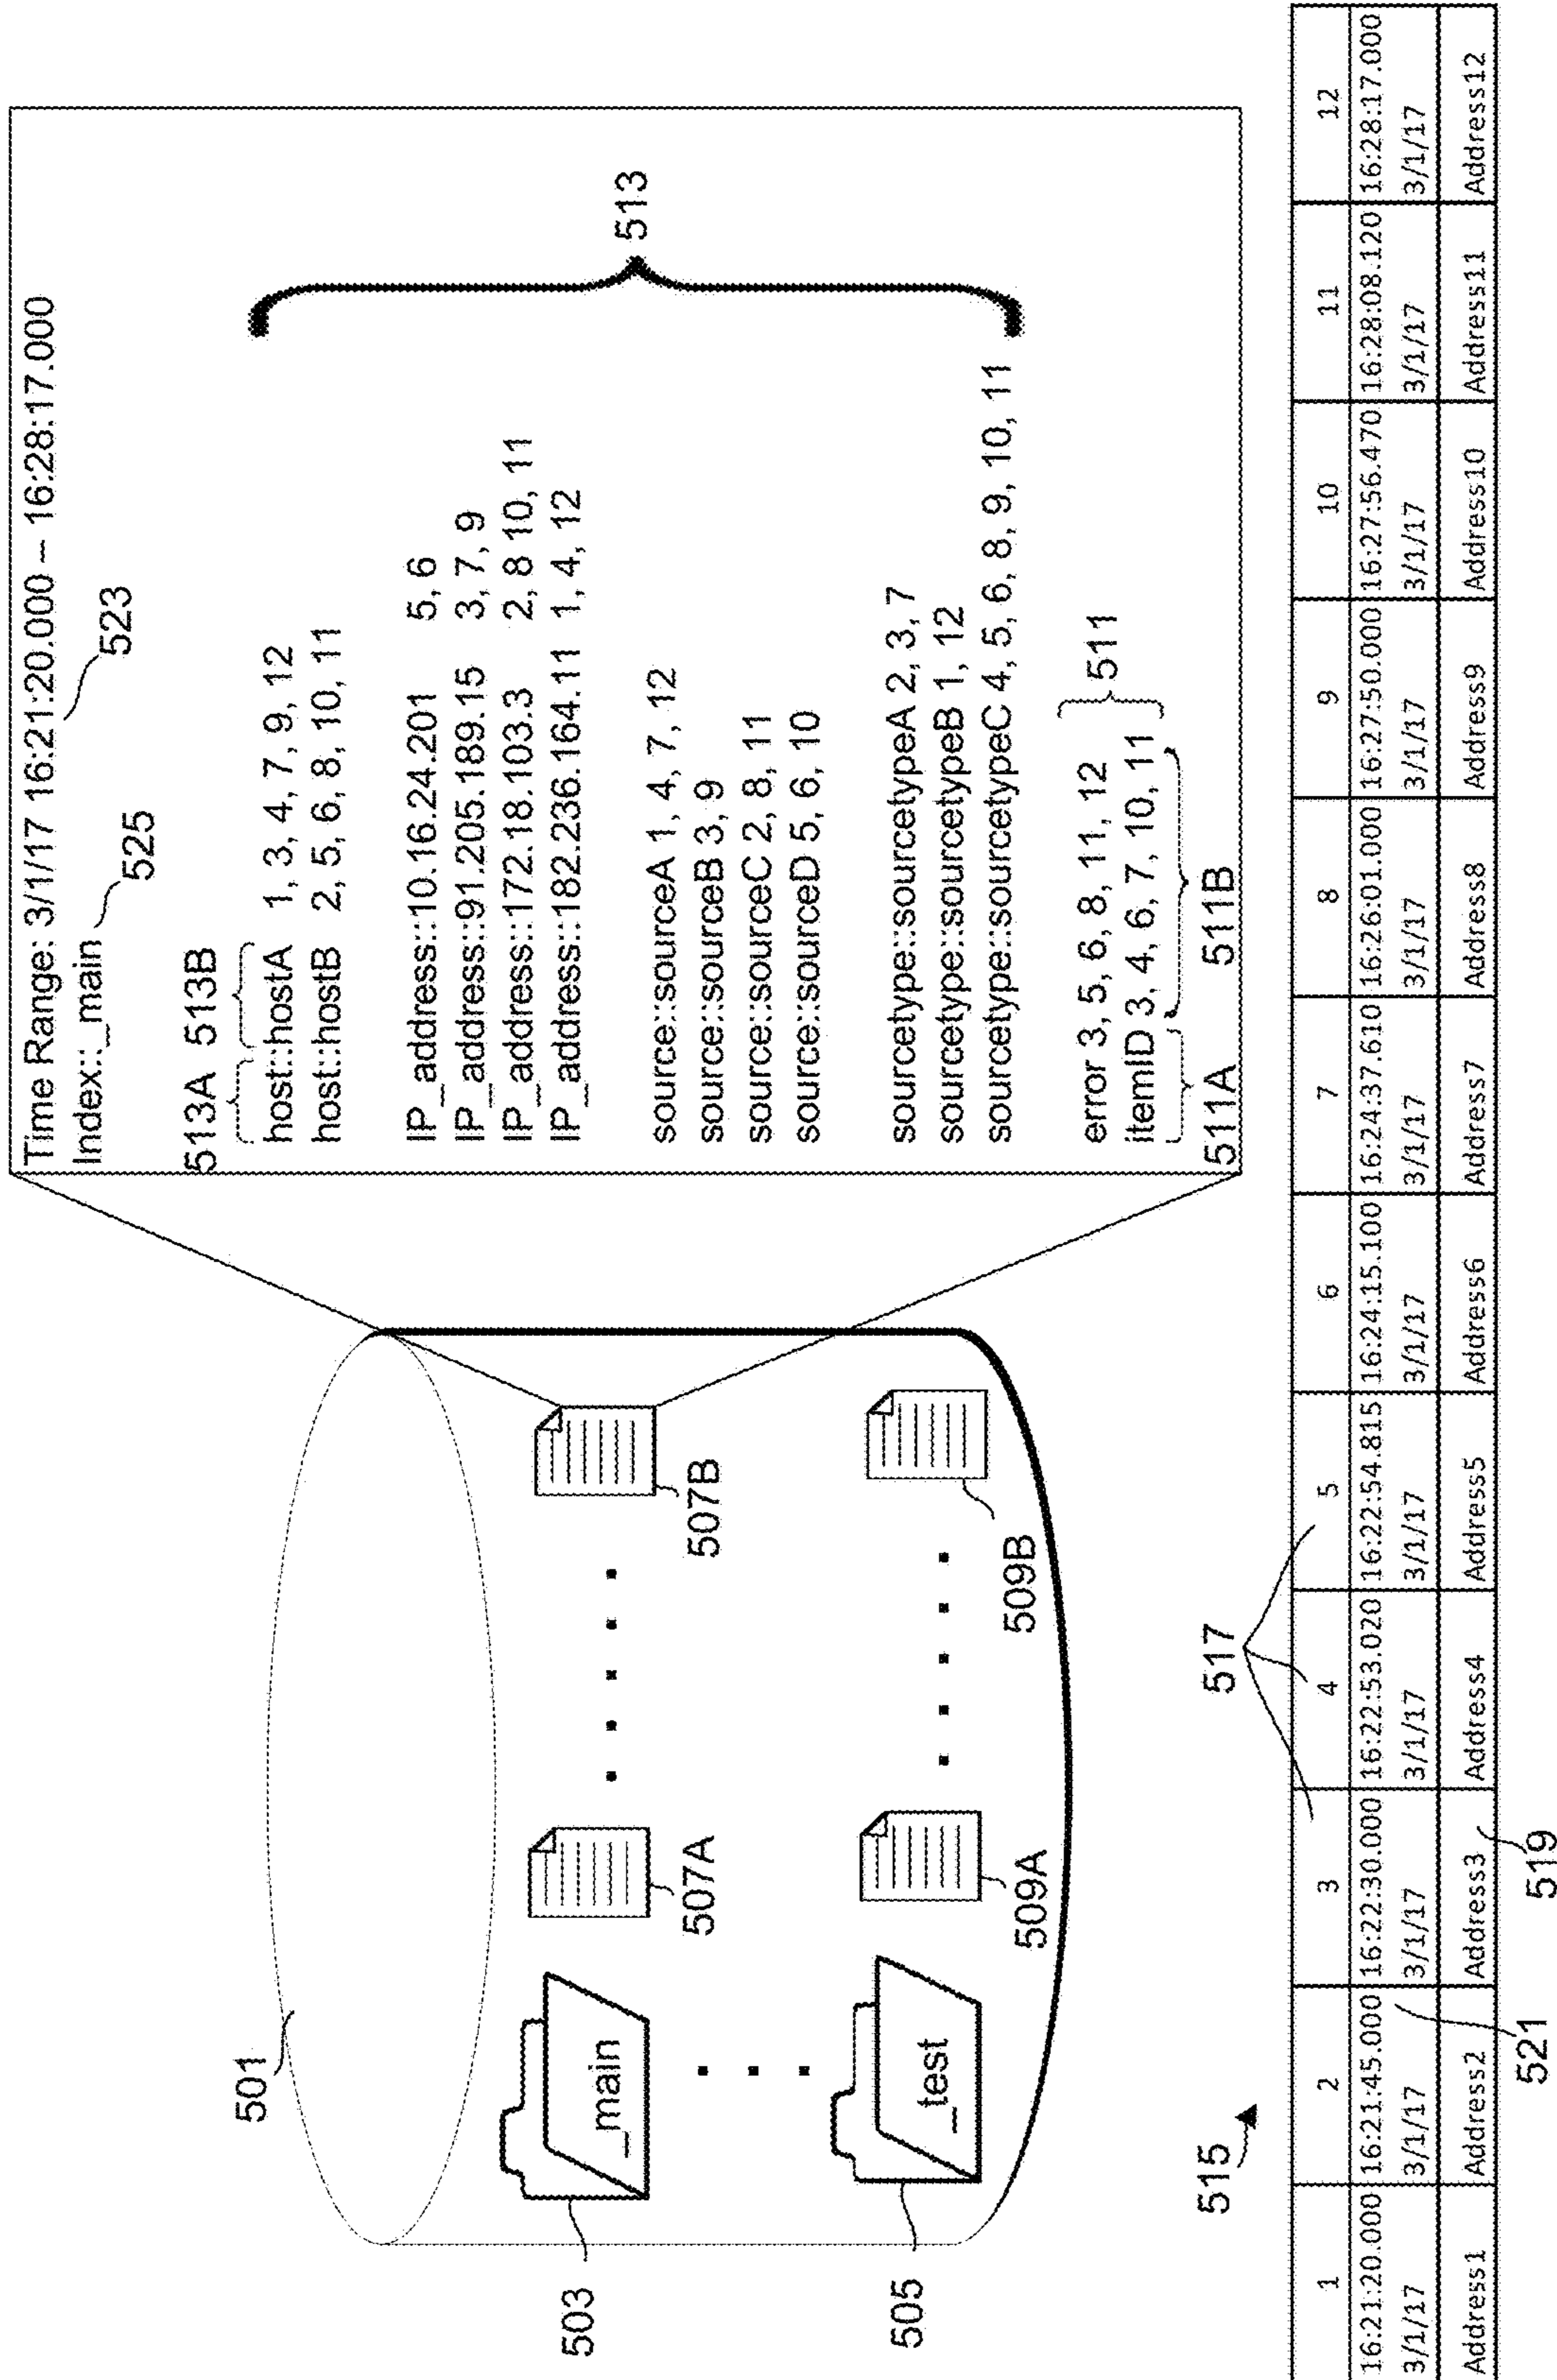 501
503
_main
507A
507B
505
_test
509A
509B
Time Range: 3/1/17 16:21:20.000 – 16:28:17.000
523
Index::_main
525
513A 513B
host::hostA 1, 3, 4, 7, 9, 12
host::hostB 2, 5, 6, 8, 10, 11
IP_address::10.16.24.201 5, 6
IP_address::91.205.189.15 3, 7, 9
IP_address::172.18.103.3 2, 8 10, 11
IP_address::182.236.164.11 1, 4, 12
513
source::sourceA 1, 4, 7, 12
source::sourceB 3, 9
source::sourceC 2, 8, 11
source::sourceD 5, 6, 10
sourcetype::sourcetypeA 2, 3, 7
sourcetype::sourcetypeB 1, 12
sourcetype::sourcetypeC 4, 5, 6, 8, 9, 10, 11
error 3, 5, 6, 8, 11, 12
itemID 3, 4, 6, 7, 10, 11
511
511A 511B
515
517
1 2 3 4 5 6 7 8 9 10 11 12
16:21:20.000 16:21:45.000 16:22:30.000 16:22:53.020 16:22:54.815 16:24:15.100 16:24:37.610 16:26:01.000 16:27:50.000 16:27:56.470 16:28:08.120 16:28:17.000
3/1/17 3/1/17 3/1/17 3/1/17 3/1/17 3/1/17 3/1/17 3/1/17 3/1/17 3/1/17 3/1/17 3/1/17
Address1 Address2 Address3 Address4 Address5 Address6 Address7 Address8 Address9 Address10 Address11 Address12
521
519